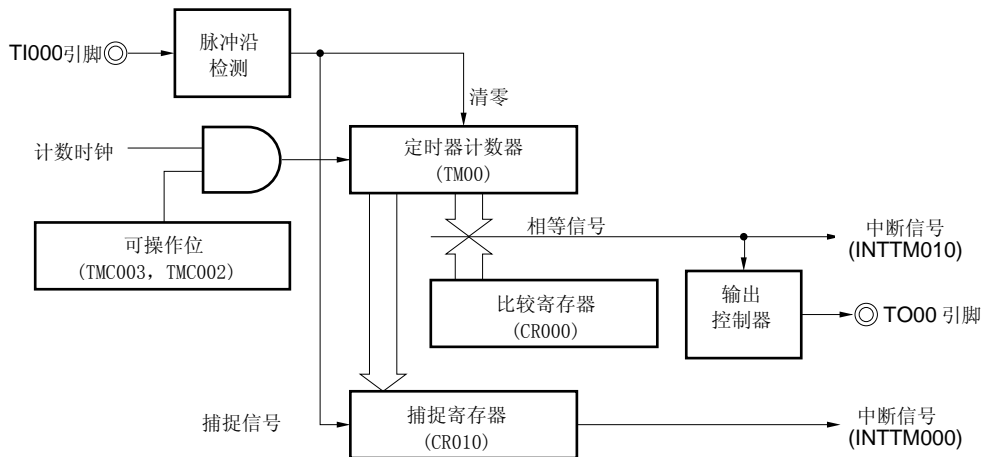 TI000引脚
脉冲沿
检测
清零
计数时钟
定时器计数器
(TM00)
可操作位
(TMC003，TMC002)
相等信号
中断信号
(INTTM010)
比较寄存器
(CR000)
输出
控制器
TO00 引脚
捕捉信号
捕捉寄存器
(CR010)
中断信号
(INTTM000)